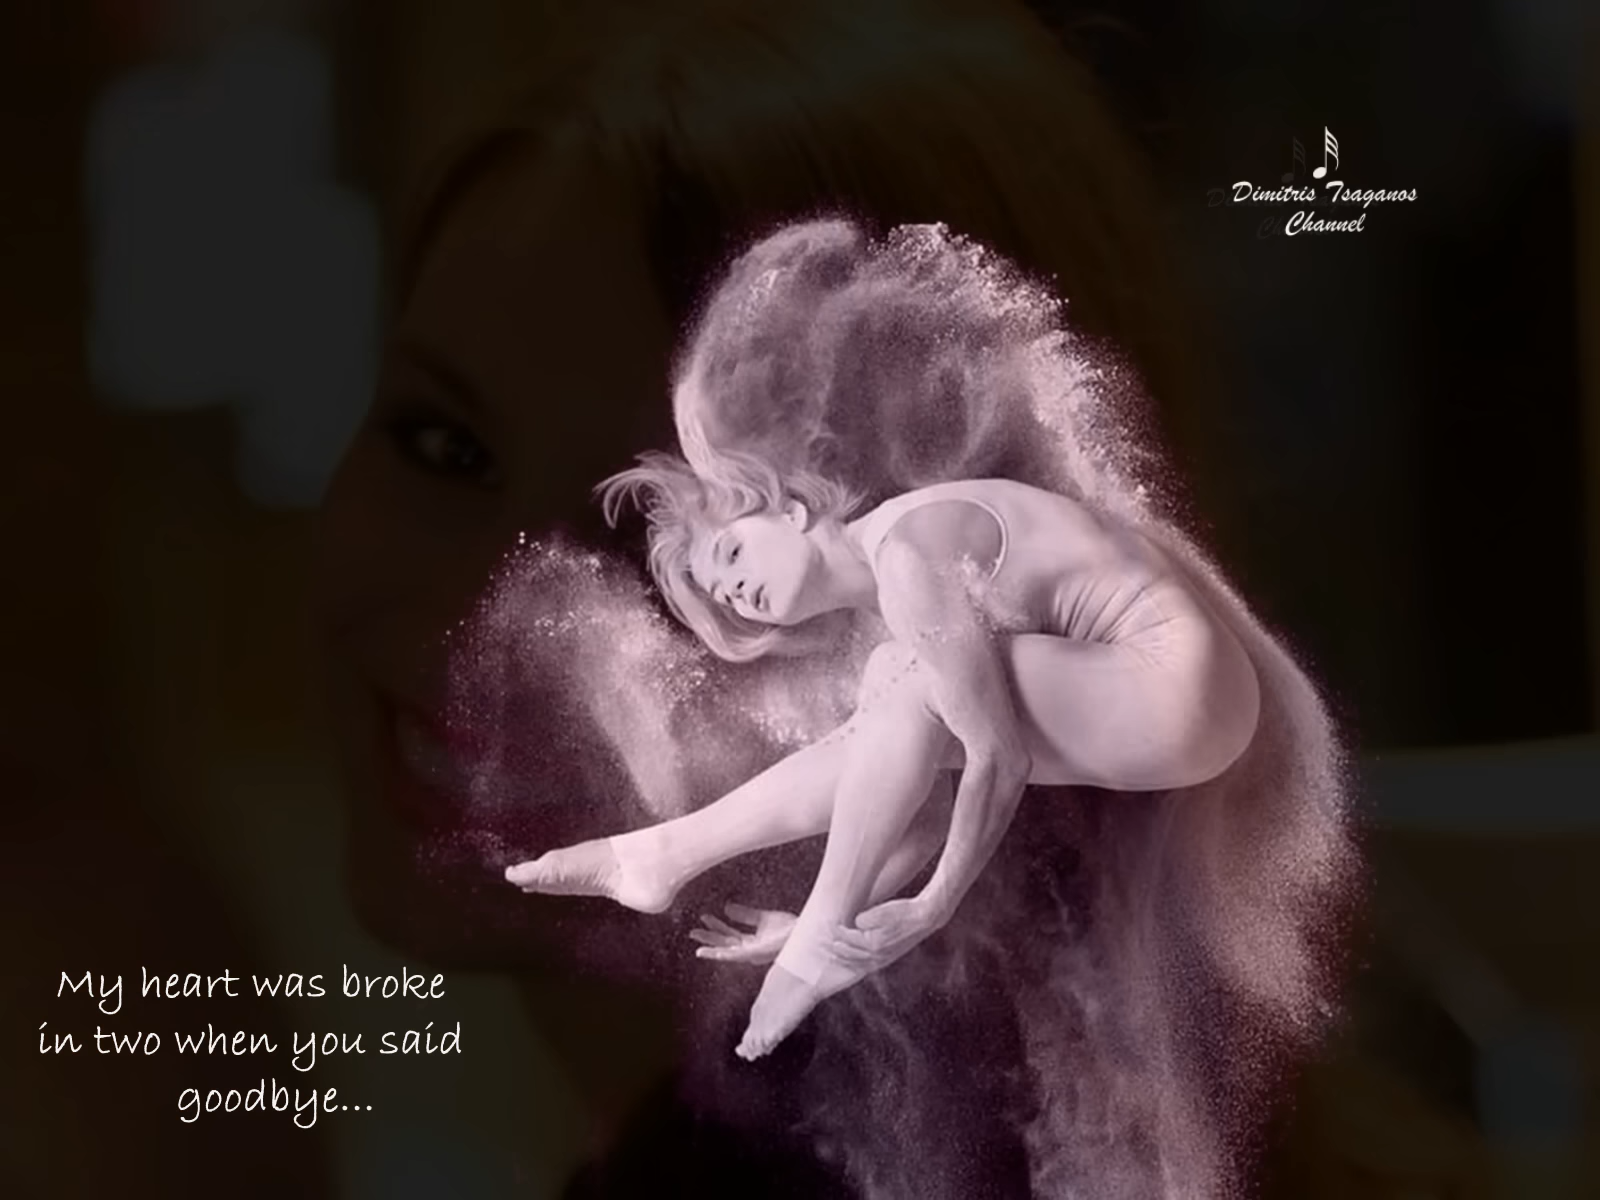 Dimitris Tsaganos
Channel
My heart was broke
in two when you said
goodbye...